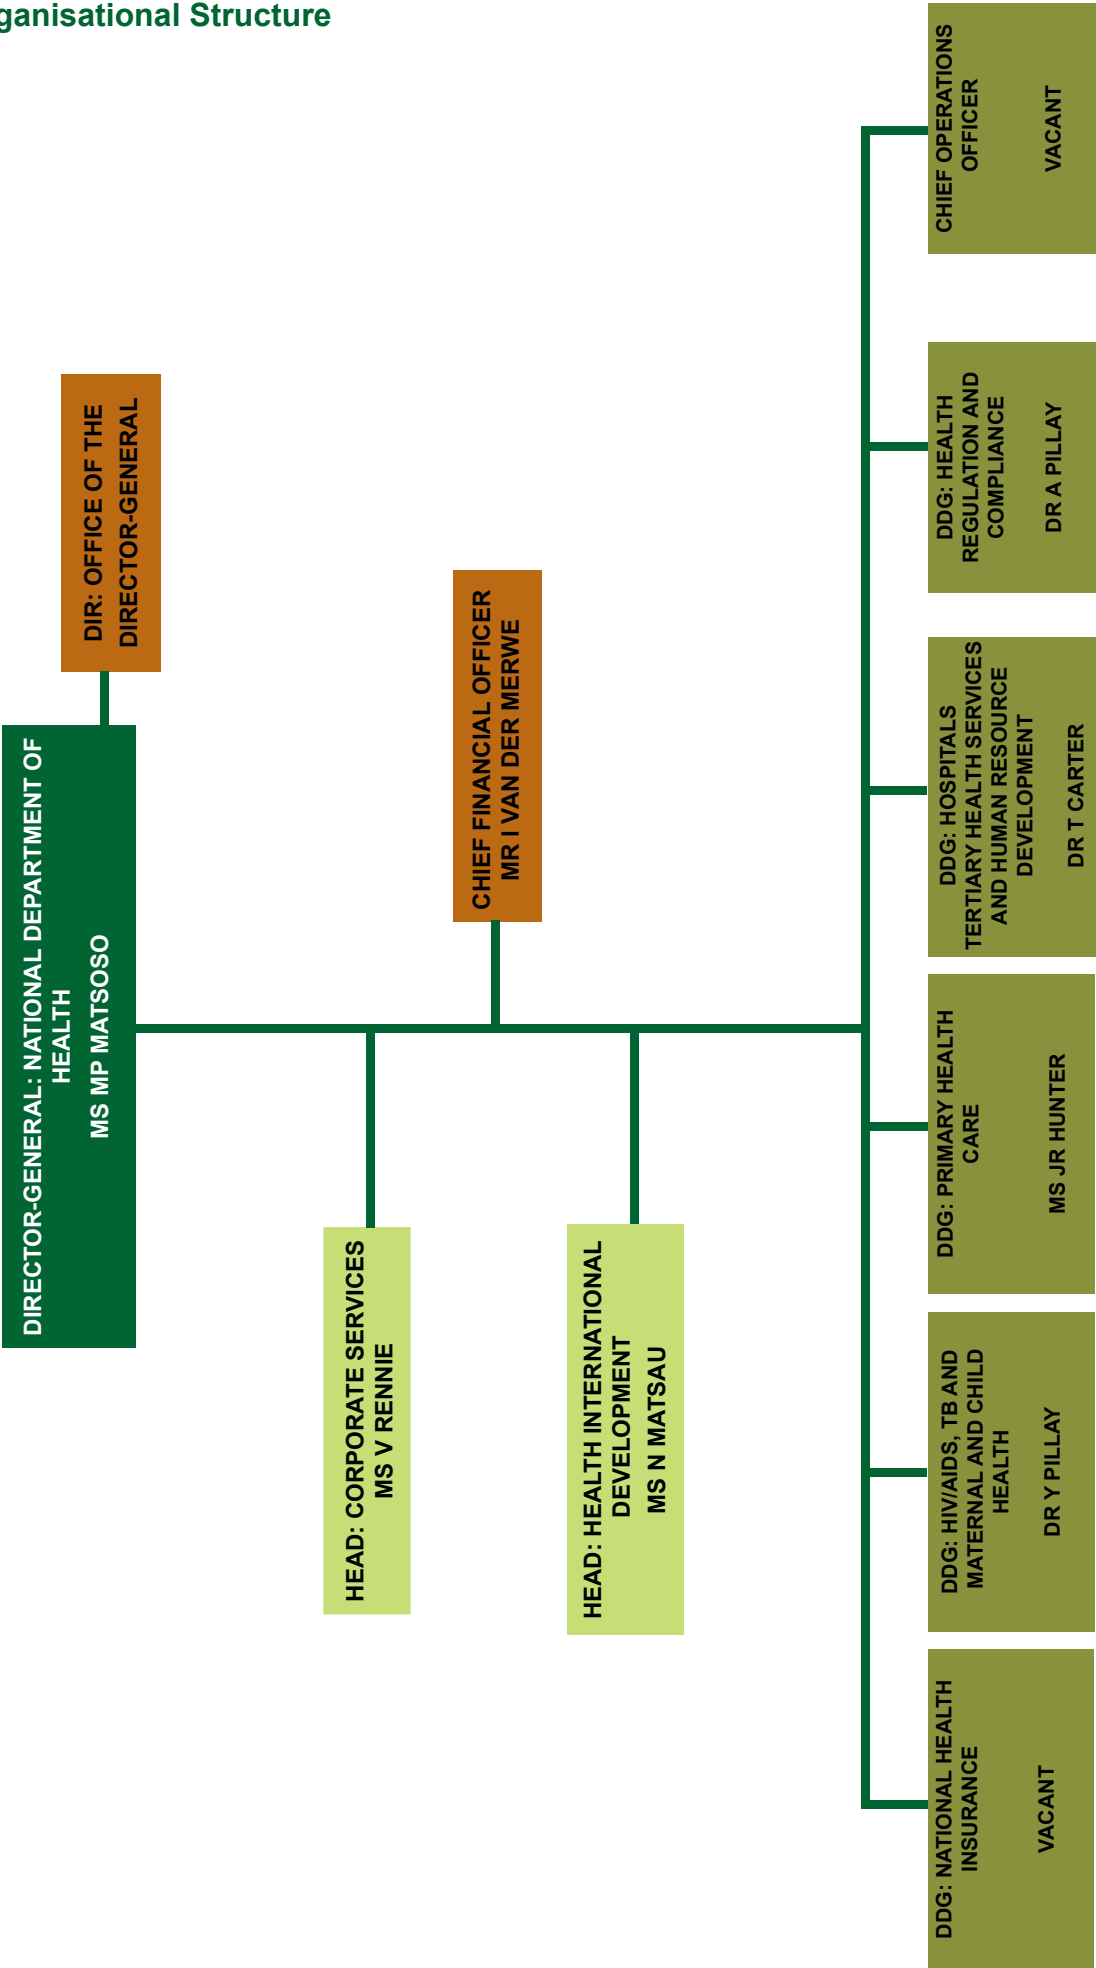 ganisational Structure
DIRECTOR-GENERAL: NATIONAL DEPARTMENT OF
HEALTH
MS MP MATSOSO
DIR: OFFICE OF THE
DIRECTOR-GENERAL
HEAD: CORPORATE SERVICES
MS V RENNIE
CHIEF FINANCIAL OFFICER
MR I VAN DER MERWE
HEAD: HEALTH INTERNATIONAL
DEVELOPMENT
MS N MATSAU
DDG: NATIONAL HEALTH
INSURANCE
VACANT
DDG: HIV/AIDS, TB AND
MATERNAL AND CHILD
HEALTH
DR Y PILLAY
DDG: PRIMARY HEALTH
CARE
MS JR HUNTER
DDG: HOSPITALS
TERTIARY HEALTH SERVICES
AND HUMAN RESOURCE
DEVELOPMENT
DR T CARTER
DDG: HEALTH
REGULATION AND
COMPLIANCE
DR A PILLAY
CHIEF OPERATIONS
OFFICER
VACANT